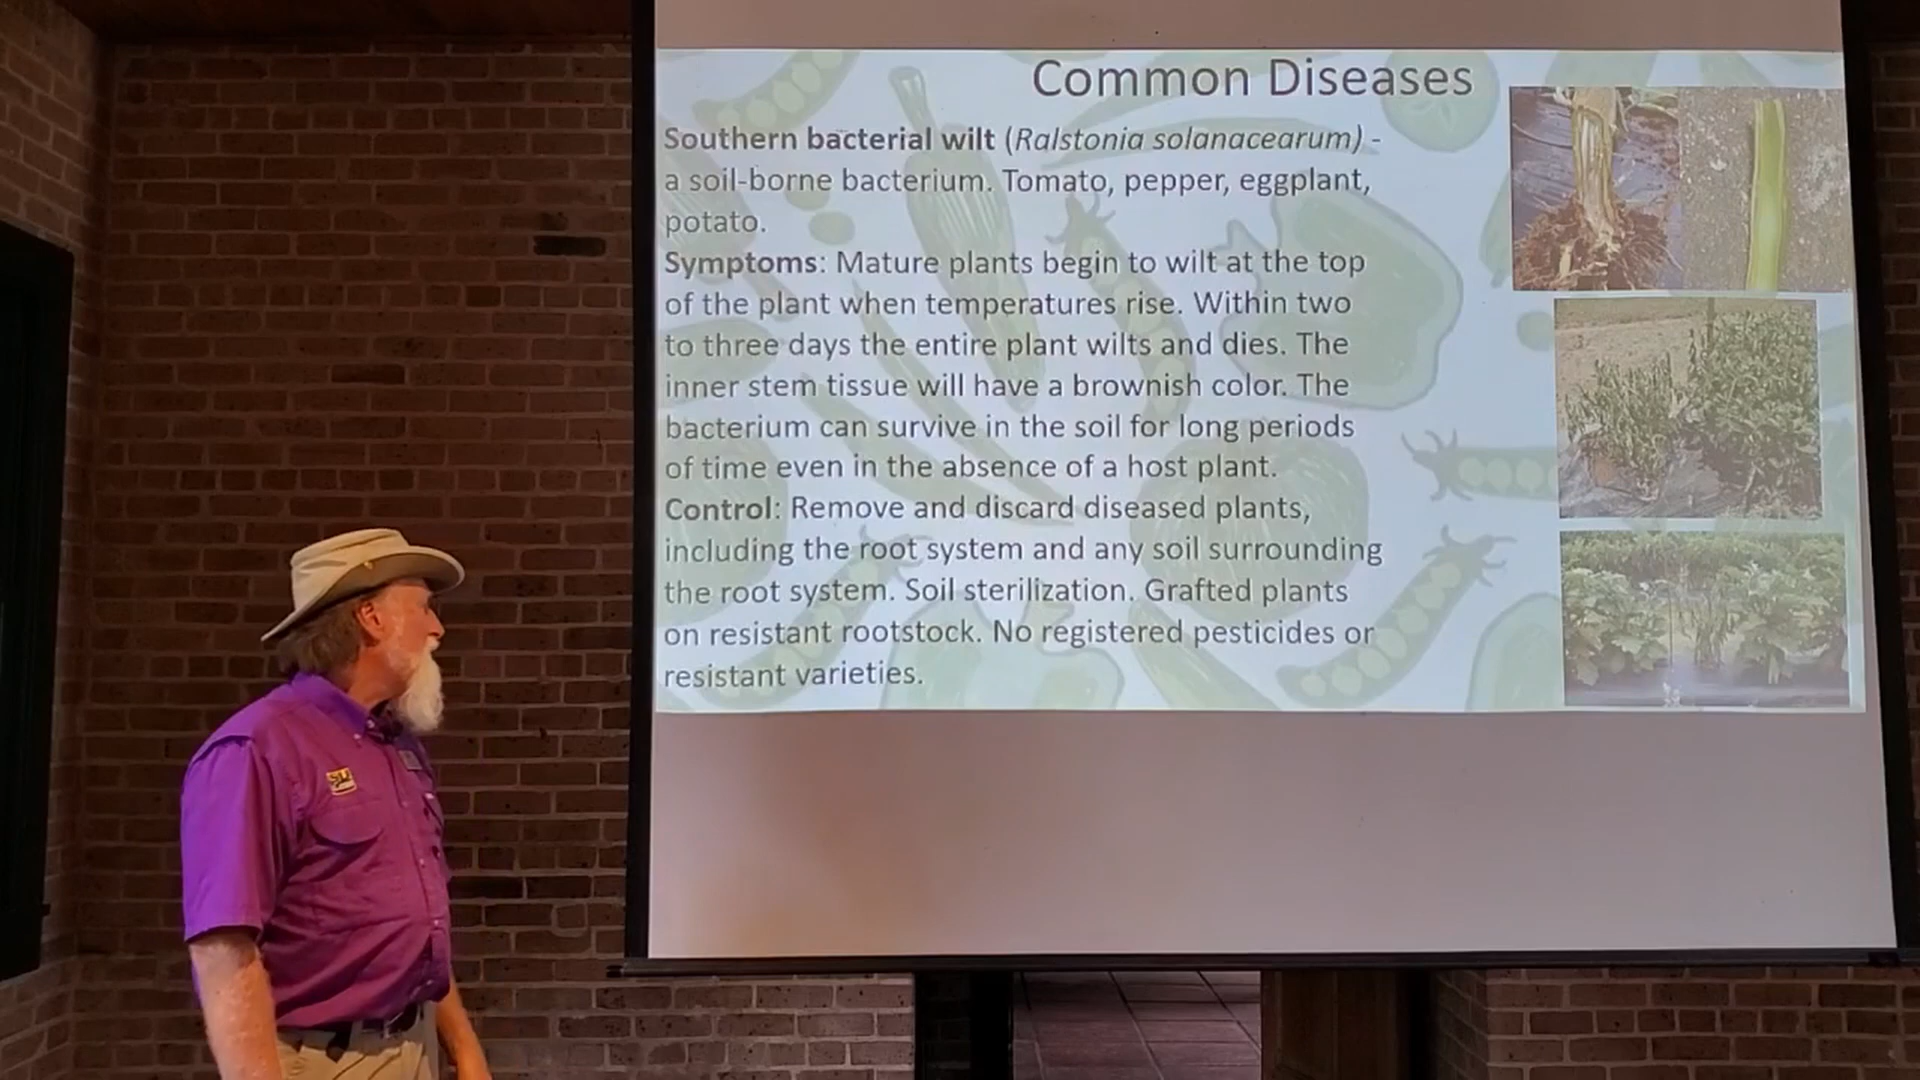 Common Diseases
Southern bacterial wilt (Ralstonia solanacearum) -
a soil-borne bacterium. Tomato, pepper, eggplant,
potato.
Symptoms: Mature plants begin to wilt at the top
of the plant when temperatures rise. Within two
to three days the entire plant wilts and dies. The
inner stem tissue will have a brownish color. The
bacterium can survive in the soil for long periods
of time even in the absence of a host plant.
Control: Remove and discard diseased plants,
including the root system and any soil surrounding
the root system. Soil sterilization. Grafted plants
on resistant rootstock. No registered pesticides or
resistant varieties.